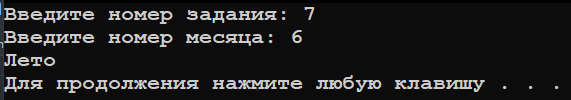 Введите номер задания: 7
Введите номер месяца: 6
Лето
Для продолжения нажмите любую клавишу . . .